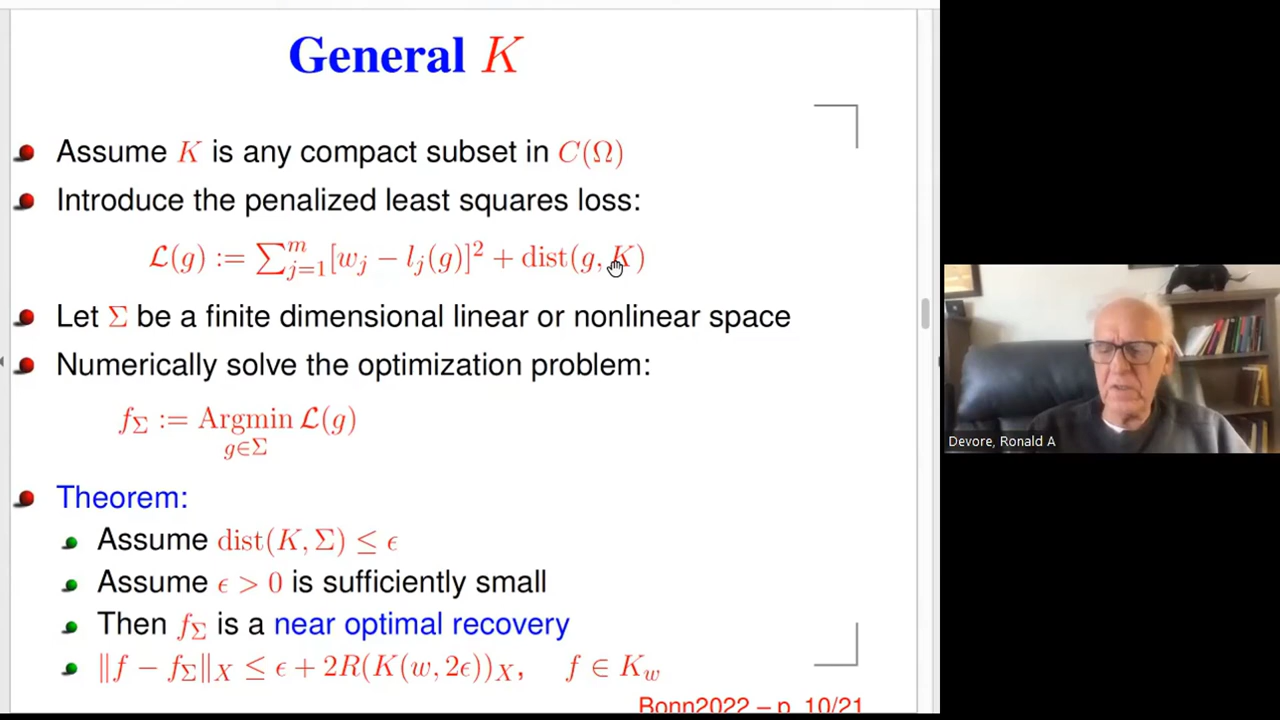 General K
Assume K is any compact subset in C(Ω)
Introduce the penalized least squares loss:
ℒ(g) := ∑_{j=1}^{m} [w_j − l_j(g)]² + dist(g, K)
Let Σ be a finite dimensional linear or nonlinear space
Numerically solve the optimization problem:
f_Σ := Argmin ℒ(g)
g∈Σ
Theorem:
Assume dist(K, Σ) ≤ ϵ
Assume ϵ > 0 is sufficiently small
Then f_Σ is a near optimal recovery
‖f − f_Σ‖_X ≤ ϵ + 2R(K(w, 2ϵ))_X, f ∈ K_w
Bonn2022 – p. 10/21
Devore, Ronald A